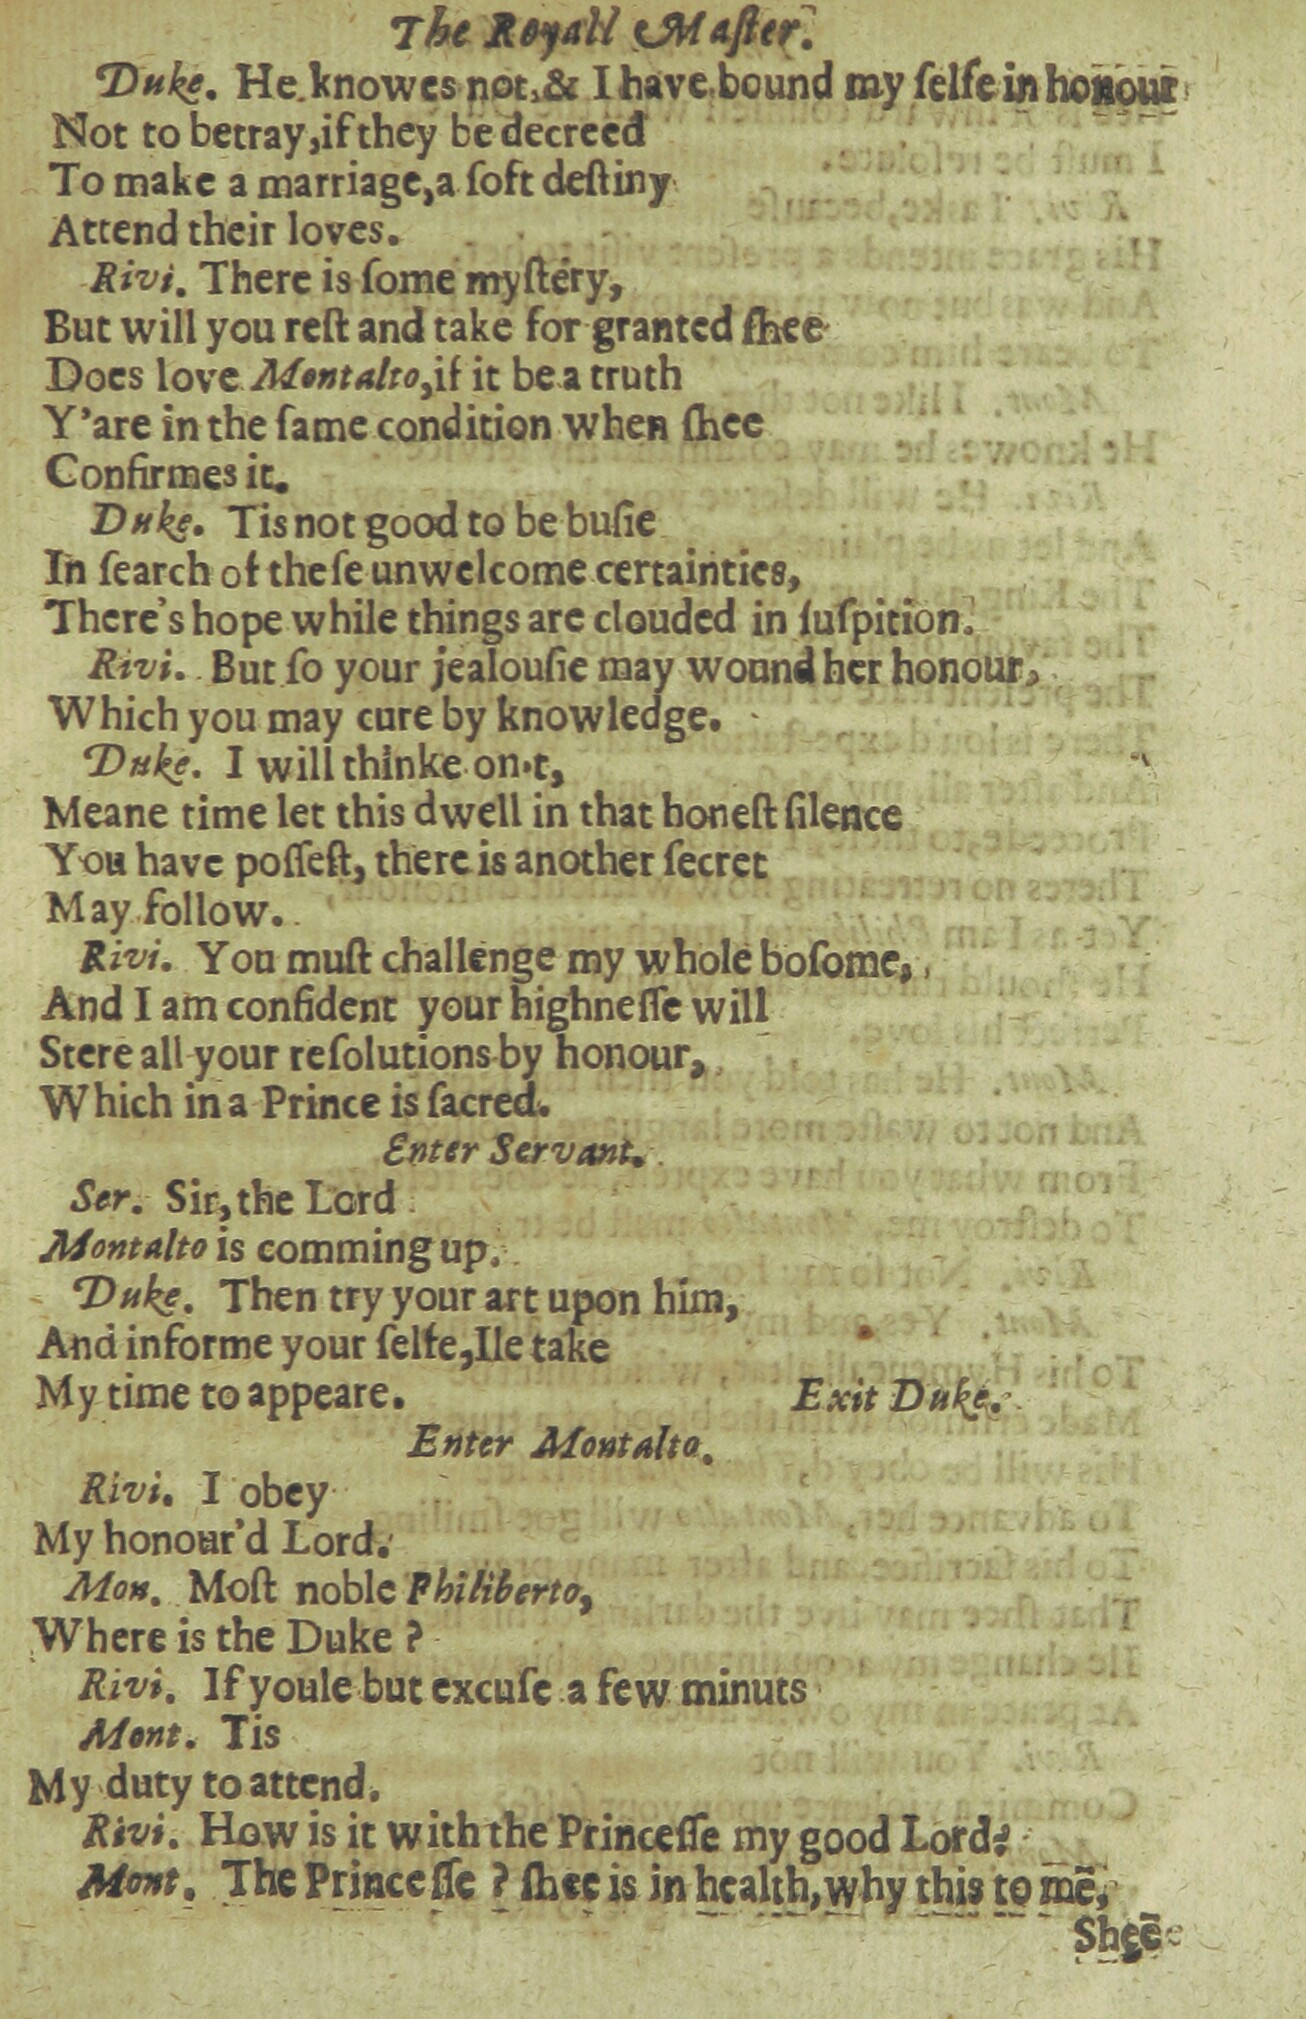 The Royall Maſter.
Duke. He knowes not, & I have bound my ſelfe in honour
Not to betray, if they be decreed
To make a marriage, a ſoft deſtiny
Attend their loves.
Rivi. There is ſome myſtery,
But will you reſt and take for granted ſhee
Does love Montalto, if it be a truth
Y'are in the ſame condition when ſhee
Confirmes it.
Duke. Tis not good to be buſie
In ſearch of theſe unwelcome certainties,
There's hope while things are clouded in ſuſpition.
Rivi. But ſo your jealouſie may wound her honour,
Which you may cure by knowledge.
Duke. I will thinke on't,
Meane time let this dwell in that honeſt ſilence
You have poſſeſt, there is another ſecret
May follow.
Rivi. You muſt challenge my whole boſome,
And I am confident your highneſſe will
Stere all your reſolutions by honour,
Which in a Prince is ſacred.
Enter Servant.
Ser. Sir, the Lord
Montalto is comming up.
Duke. Then try your art upon him,
And informe your ſelfe, Ile take
My time to appeare. Exit Duke.
Enter Montalto.
Rivi. I obey
My honour'd Lord.
Mon. Moſt noble Philiberto,
Where is the Duke ?
Rivi. If youle but excuſe a few minuts
Mont. Tis
My duty to attend.
Rivi. How is it with the Princeſſe my good Lord?
Mont. The Princeſſe ? ſhee is in health, why this to me,
Shee